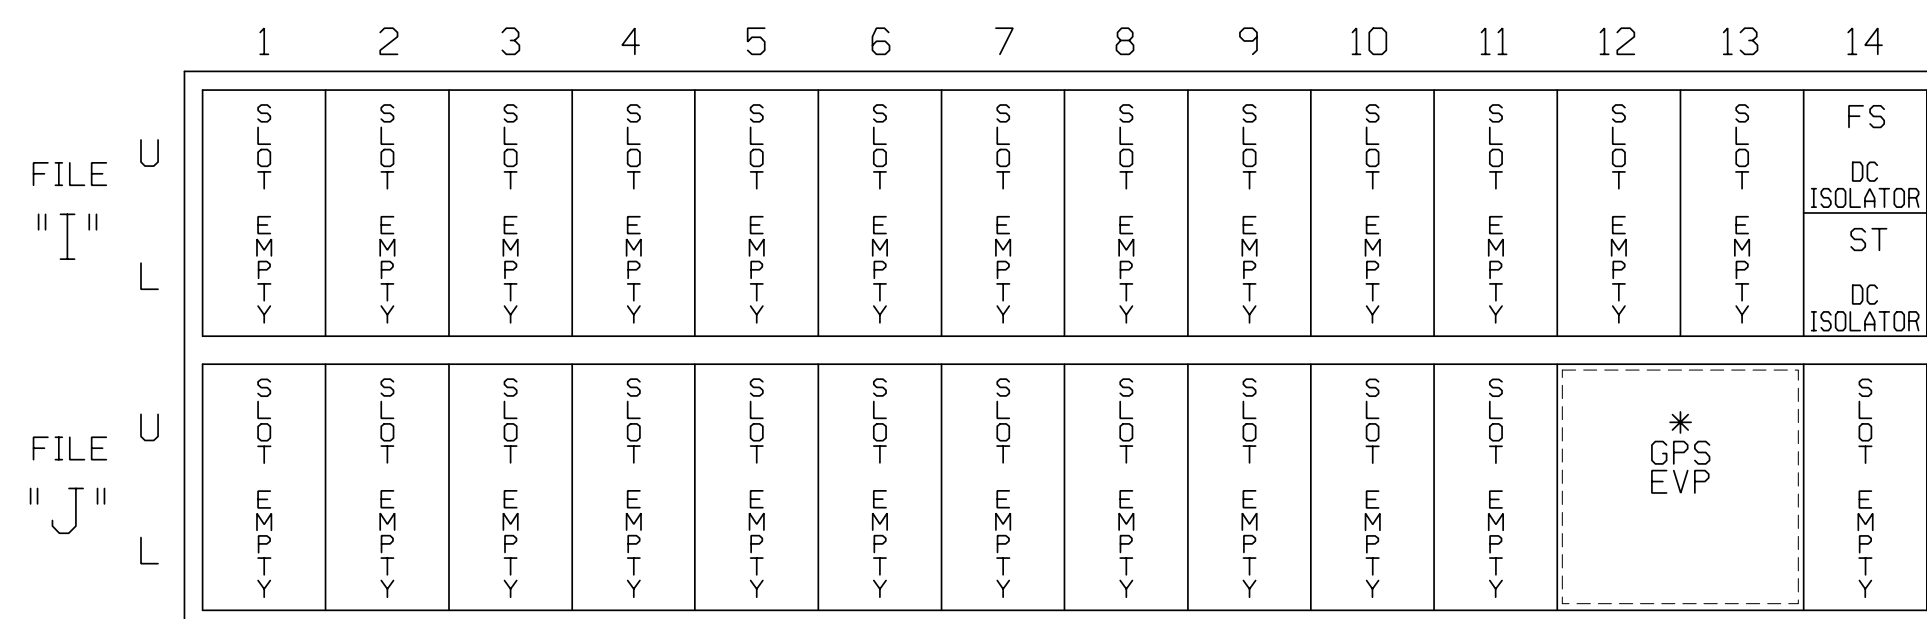 1 2 3 4 5 6 7 8 9 10 11 12 13 14
FILE
"I"
U
L
SLOT EMPTY
SLOT EMPTY
SLOT EMPTY
SLOT EMPTY
SLOT EMPTY
SLOT EMPTY
SLOT EMPTY
SLOT EMPTY
SLOT EMPTY
SLOT EMPTY
SLOT EMPTY
SLOT EMPTY
SLOT EMPTY
FS
DC
ISOLATOR
ST
DC
ISOLATOR
FILE
"J"
U
L
SLOT EMPTY
SLOT EMPTY
SLOT EMPTY
SLOT EMPTY
SLOT EMPTY
SLOT EMPTY
SLOT EMPTY
SLOT EMPTY
SLOT EMPTY
SLOT EMPTY
SLOT EMPTY
*
GPS
EVP
SLOT EMPTY